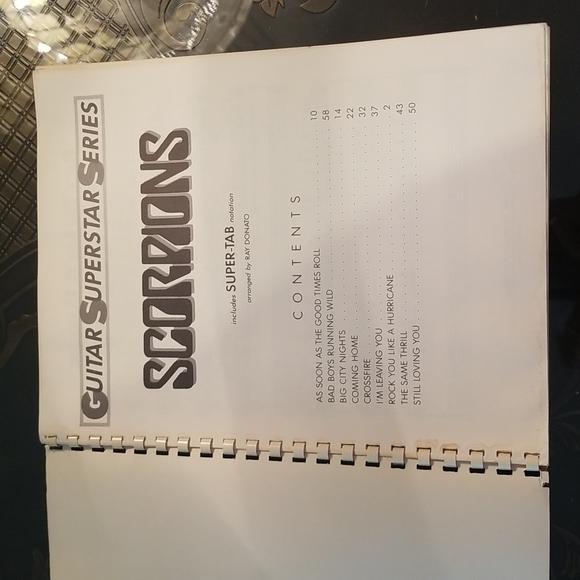 GUITAR SUPERSTAR SERIES
SCORPIONS
includes SUPER-TAB notation
arranged by RAY DONATO
CONTENTS
AS SOON AS THE GOOD TIMES ROLL 10
BAD BOYS RUNNING WILD 58
BIG CITY NIGHTS 14
COMING HOME 22
CROSSFIRE 32
I'M LEAVING YOU 37
ROCK YOU LIKE A HURRICANE 2
THE SAME THRILL 43
STILL LOVING YOU 50